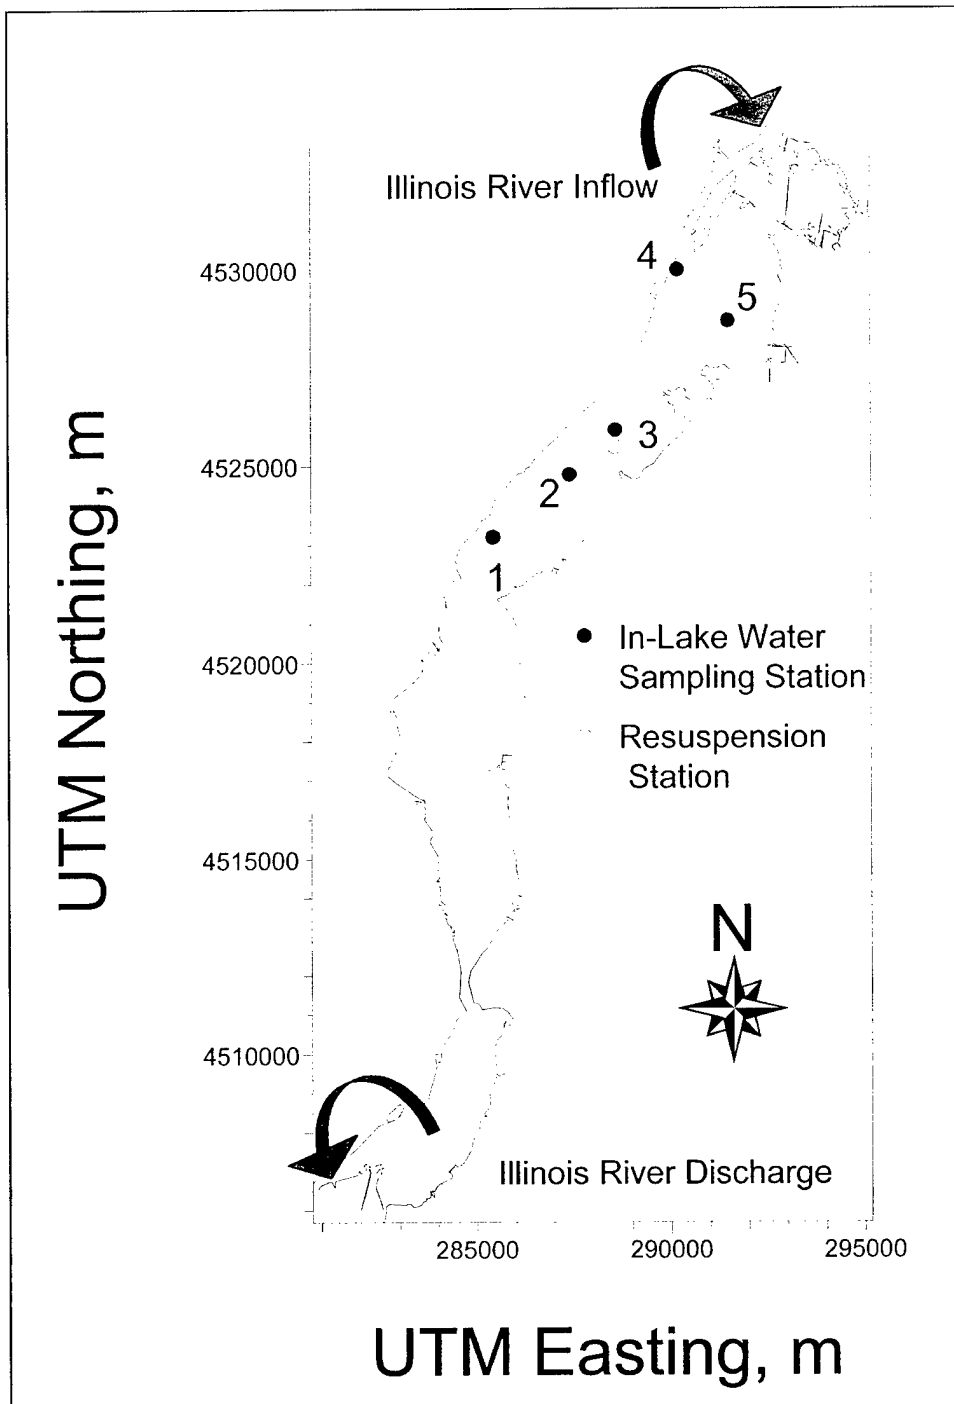 Illinois River Inflow
4
4530000
5
3
4525000
2
1
In-Lake Water
Sampling Station
4520000
Resuspension
Station
4515000
N
4510000
Illinois River Discharge
285000
290000
295000
UTM Northing, m
UTM Easting, m